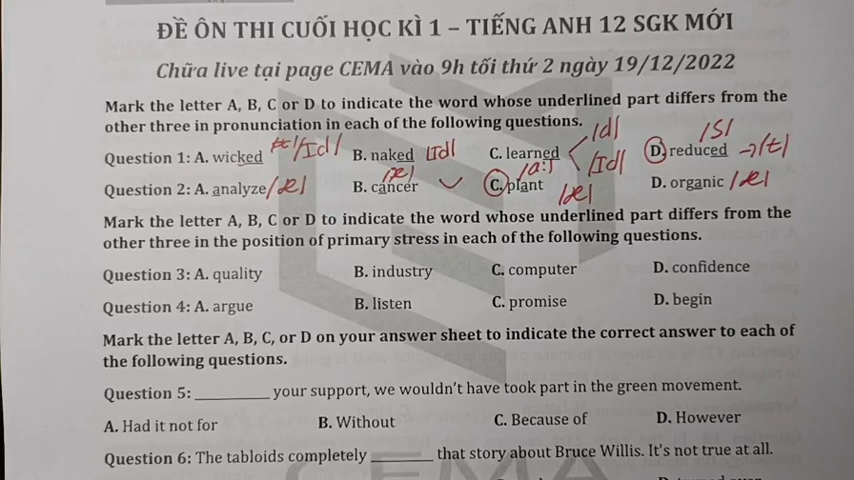 ĐỀ ÔN THI CUỐI HỌC KÌ 1 – TIẾNG ANH 12 SGK MỚI
Chữa live tại page CEMA vào 9h tối thứ 2 ngày 19/12/2022
Mark the letter A, B, C or D to indicate the word whose underlined part differs from the
other three in pronunciation in each of the following questions.
/d/ /s/
Question 1: A. wicked /ɪd/ B. naked /ɪd/ C. learned /ɪd/ D. reduced → /t/
/æ/ /a:/
Question 2: A. analyze /æ/ B. cancer C. plant /æ/ D. organic /æ/
Mark the letter A, B, C or D to indicate the word whose underlined part differs from the
other three in the position of primary stress in each of the following questions.
Question 3: A. quality B. industry C. computer D. confidence
Question 4: A. argue B. listen C. promise D. begin
Mark the letter A, B, C, or D on your answer sheet to indicate the correct answer to each of
the following questions.
Question 5: ________ your support, we wouldn't have took part in the green movement.
A. Had it not for B. Without C. Because of D. However
Question 6: The tabloids completely _______ that story about Bruce Willis. It's not true at all.
CEMA